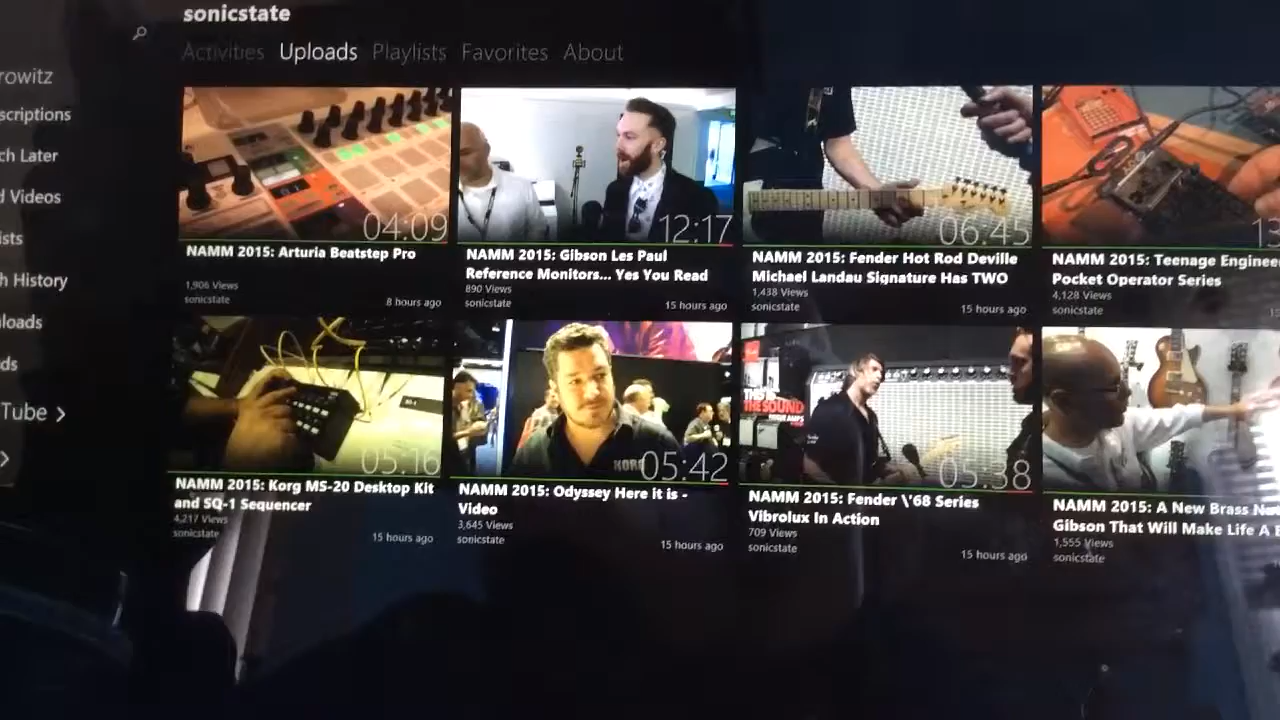 sonicstate
Activities Uploads Playlists Favorites About
rowitz
scriptions
ch Later
d Videos
ists
h History
loads
ds
Tube
04:09
NAMM 2015: Arturia Beatstep Pro
1,906 Views
sonicstate
8 hours ago
12:17
NAMM 2015: Gibson Les Paul
Reference Monitors... Yes You Read
890 Views
sonicstate
15 hours ago
06:45
NAMM 2015: Fender Hot Rod Deville
Michael Landau Signature Has TWO
1,438 Views
sonicstate
15 hours ago
13
NAMM 2015: Teenage Enginee
Pocket Operator Series
4,128 Views
sonicstate
05:16
NAMM 2015: Korg MS-20 Desktop Kit
and SQ-1 Sequencer
4,217 Views
sonicstate
15 hours ago
KORG
05:42
NAMM 2015: Odyssey Here it is -
Video
3,645 Views
sonicstate
15 hours ago
THIS IS
THE SOUND
05:38
NAMM 2015: Fender \'68 Series
Vibrolux In Action
709 Views
sonicstate
15 hours ago
NAMM 2015: A New Brass Nu
Gibson That Will Make Life A B
1,555 Views
sonicstate